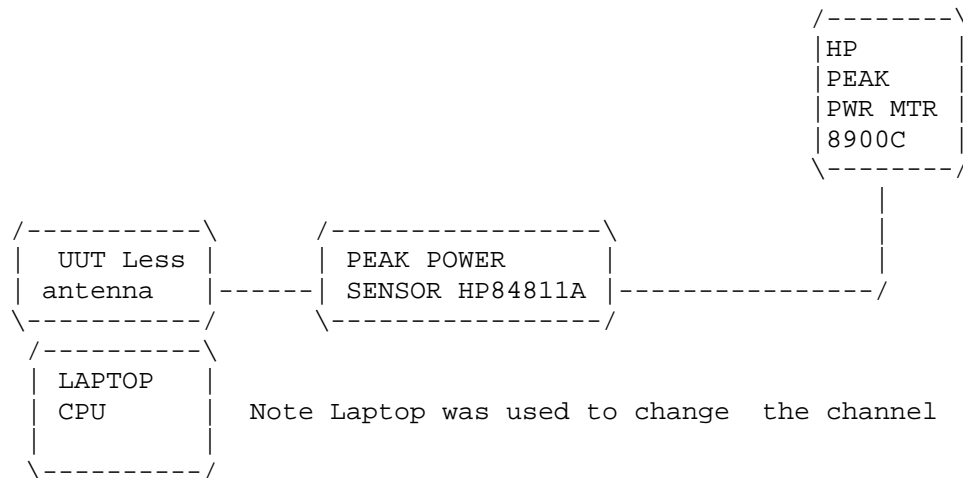 HP
PEAK
PWR MTR
8900C
UUT Less
antenna
PEAK POWER
SENSOR HP84811A
LAPTOP
CPU
Note Laptop was used to change the channel